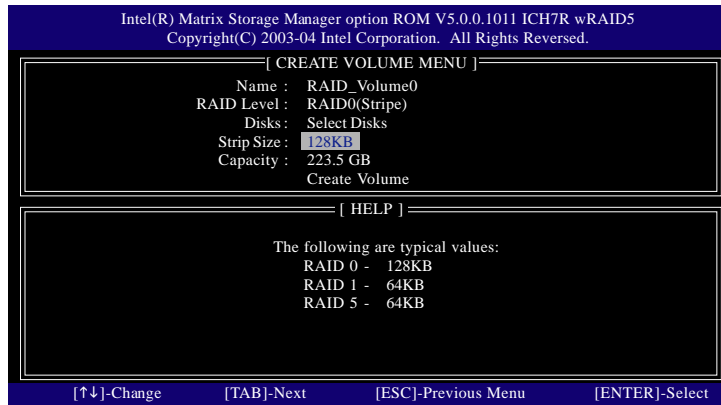 Intel(R) Matrix Storage Manager option ROM V5.0.0.1011 ICH7R wRAID5
Copyright(C) 2003-04 Intel Corporation. All Rights Reversed.
[ CREATE VOLUME MENU ]
Name : RAID_Volume0
RAID Level : RAID0(Stripe)
Disks : Select Disks
Strip Size : 128KB
Capacity : 223.5 GB
Create Volume
[ HELP ]
The following are typical values:
RAID 0 - 128KB
RAID 1 - 64KB
RAID 5 - 64KB
[↑↓]-Change [TAB]-Next [ESC]-Previous Menu [ENTER]-Select